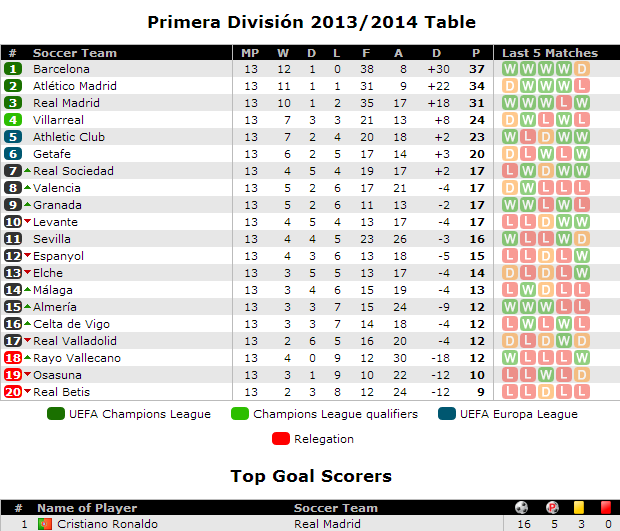 Primera División 2013/2014 Table
# Soccer Team MP W D L F A D P Last 5 Matches
1 Barcelona 13 12 1 0 38 8 +30 37 W W W W D
2 Atlético Madrid 13 11 1 1 31 9 +22 34 D W W W L
3 Real Madrid 13 10 1 2 35 17 +18 31 W W W L W
4 Villarreal 13 7 3 3 21 13 +8 24 D W L W L
5 Athletic Club 13 7 2 4 20 18 +2 23 W L D W W
6 Getafe 13 6 2 5 17 14 +3 20 D L W L W
7 Real Sociedad 13 4 5 4 19 17 +2 17 L W D W W
8 Valencia 13 5 2 6 17 21 -4 17 D W L L L
9 Granada 13 5 2 6 11 13 -2 17 W W L W L
10 Levante 13 4 5 4 13 17 -4 17 L L D W W
11 Sevilla 13 4 4 5 23 26 -3 16 W L L W D
12 Espanyol 13 4 3 6 13 18 -5 15 L L D L W
13 Elche 13 3 5 5 13 17 -4 14 D L D L L
14 Málaga 13 3 4 6 15 19 -4 13 L W D L L
15 Almería 13 3 3 7 15 24 -9 12 W W W L L
16 Celta de Vigo 13 3 3 7 14 18 -4 12 L W L W L
17 Real Valladolid 13 2 6 5 16 20 -4 12 D L D W D
18 Rayo Vallecano 13 4 0 9 12 30 -18 12 W L L L L
19 Osasuna 13 3 1 9 10 22 -12 10 L L W L D
20 Real Betis 13 2 3 8 12 24 -12 9 L L L L D
UEFA Champions League Champions League qualifiers UEFA Europa League
Relegation
Top Goal Scorers
# Name of Player Soccer Team P
1 Cristiano Ronaldo Real Madrid 16 5 3 0